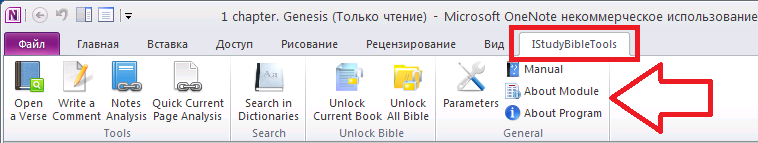 1 chapter. Genesis (Только чтение) - Microsoft OneNote некоммерческое использование
Файл Главная Вставка Доступ Рисование Рецензирование Вид IStudyBibleTools
Open a Verse
Write a Comment
Notes Analysis
Quick Current Page Analysis
Tools
Search in Dictionaries
Search
Unlock Current Book
Unlock All Bible
Unlock Bible
Parameters
Manual
About Module
About Program
General